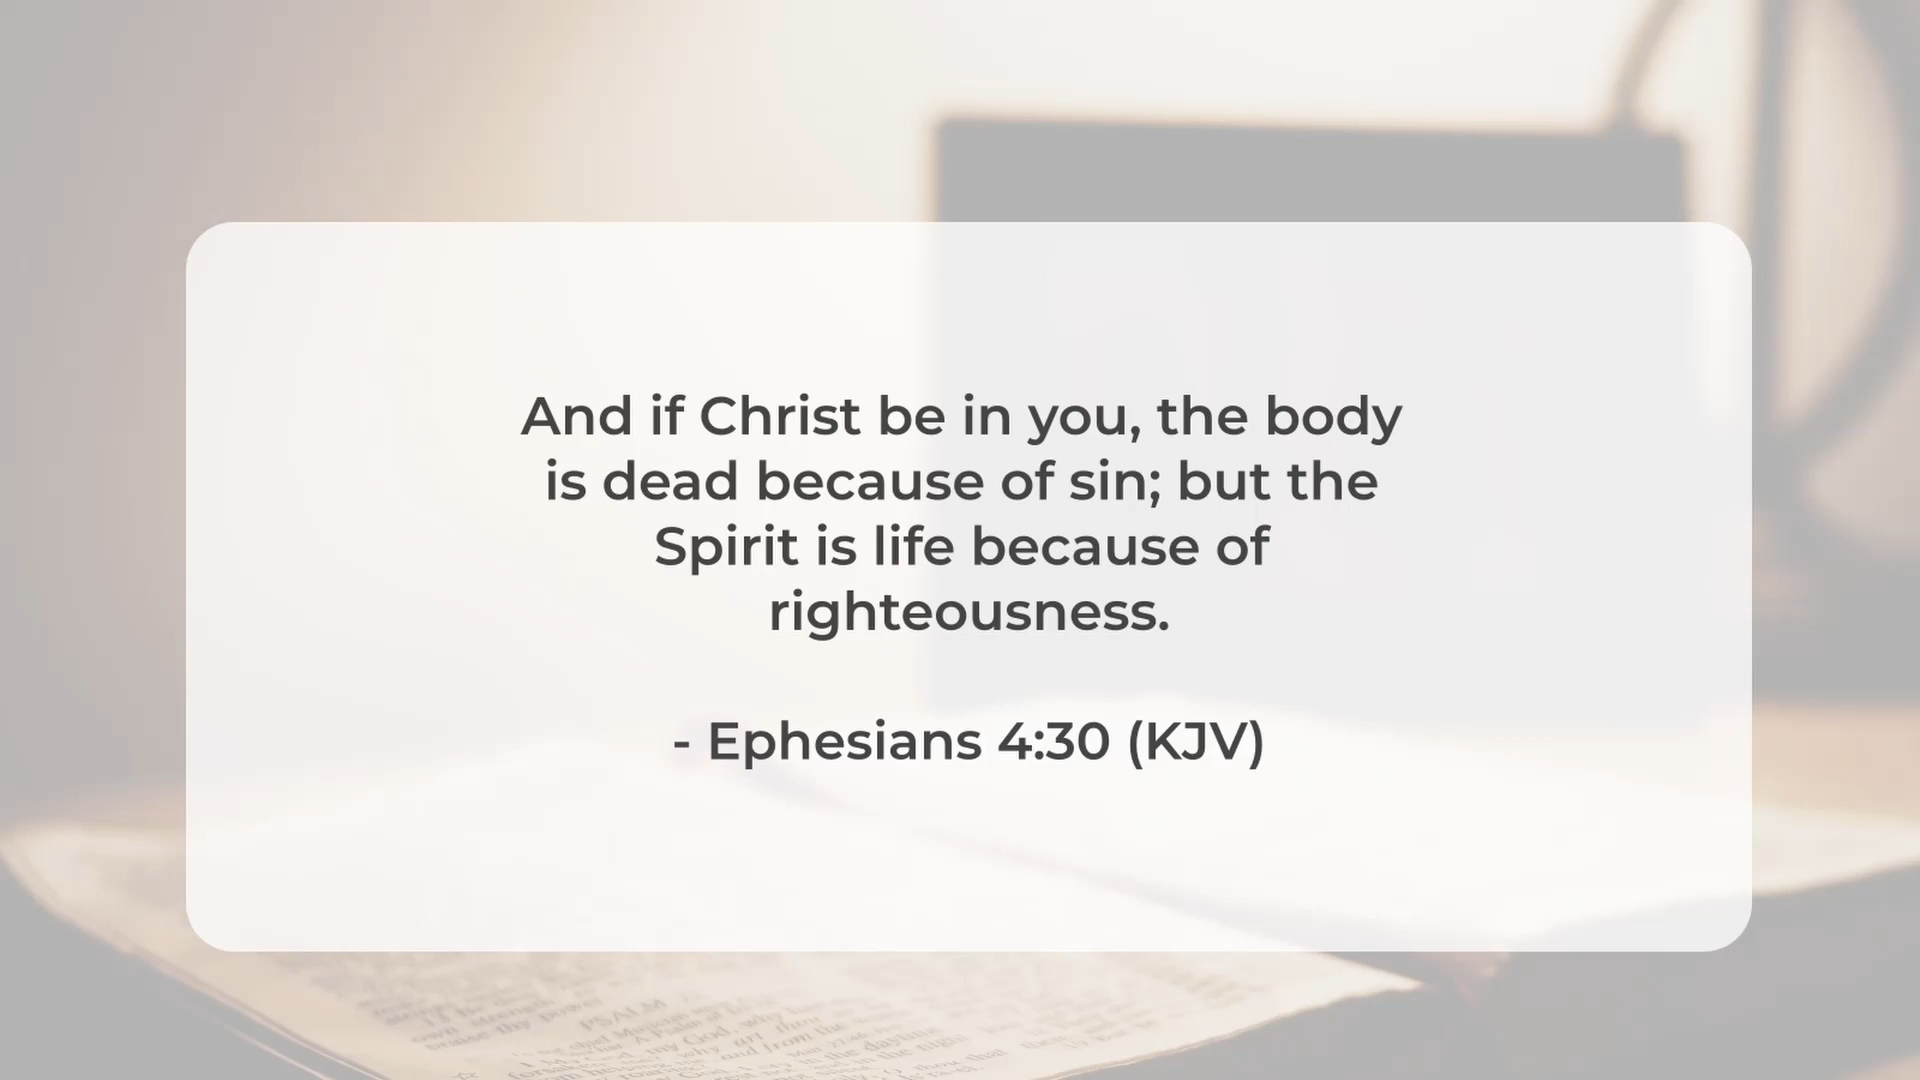 And if Christ be in you, the body
is dead because of sin; but the
Spirit is life because of
righteousness.
- Ephesians 4:30 (KJV)
PSALM